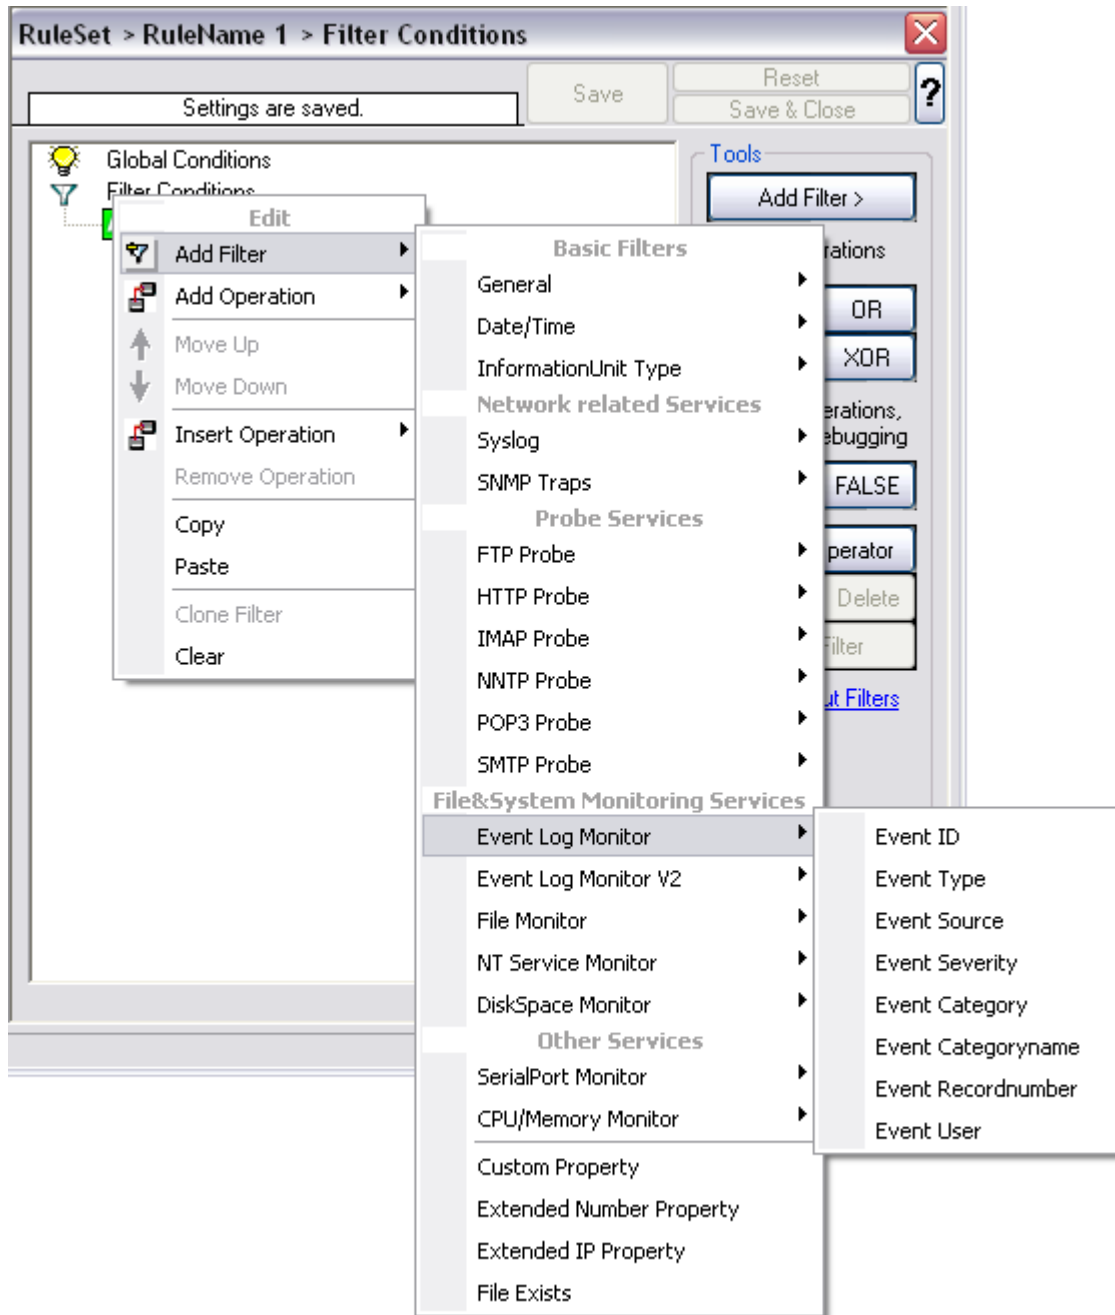 RuleSet > RuleName 1 > Filter Conditions
Settings are saved.
Save
Reset
Save & Close
?
Global Conditions
Filter Conditions
Tools
Add Filter >
OR
XOR
FALSE
Delete
Filters
Edit
Add Filter
Add Operation
Move Up
Move Down
Insert Operation
Remove Operation
Copy
Paste
Clone Filter
Clear
Basic Filters
General
Date/Time
InformationUnit Type
Network related Services
Syslog
SNMP Traps
Probe Services
FTP Probe
HTTP Probe
IMAP Probe
NNTP Probe
POP3 Probe
SMTP Probe
File&System Monitoring Services
Event Log Monitor
Event Log Monitor V2
File Monitor
NT Service Monitor
DiskSpace Monitor
Other Services
SerialPort Monitor
CPU/Memory Monitor
Custom Property
Extended Number Property
Extended IP Property
File Exists
Event ID
Event Type
Event Source
Event Severity
Event Category
Event Categoryname
Event Recordnumber
Event User